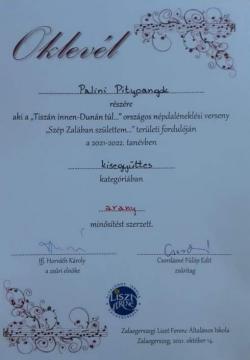 Oklevél
Palini Pitypangok
részére
aki a „Tiszán innen-Dunán túl..." országos népdaléneklési verseny
„Szép Zalában születtem..." területi fordulóján
a 2021-2022. tanévben
kisegyüttes
kategóriában
arany
minősítést szerzett.
ifj. Horváth Károly
a zsűri elnöke
Csordásné Fülöp Edit
zsűritag
LISZT
FERENC
Zalaegerszegi Liszt Ferenc Általános Iskola
Zalaegerszeg, 2021. október 14.